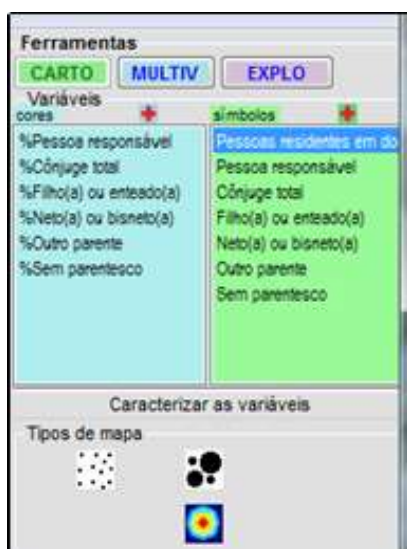 Ferramentas
CARTO MULTIV EXPLO
Variáveis
cores símbolos
%Pessoa responsável
%Cônjuge total
%Filho(a) ou enteado(a)
%Neto(a) ou bisneto(a)
%Outro parente
%Sem parentesco
Pessoas residentes em do
Pessoa responsável
Cônjuge total
Filho(a) ou enteado(a)
Neto(a) ou bisneto(a)
Outro parente
Sem parentesco
Caracterizar as variáveis
Tipos de mapa